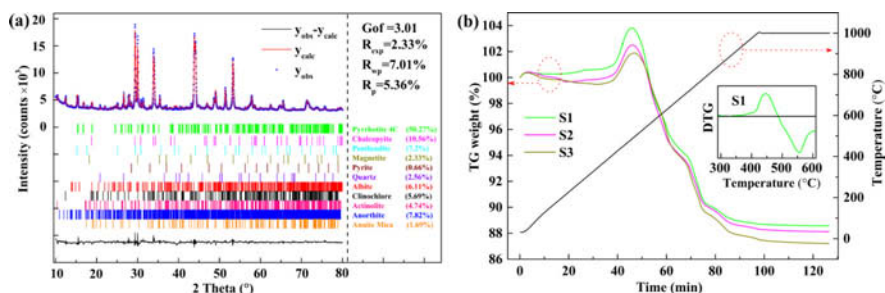 (a)
20
15
10
5
0
Intensity (counts ×10³)
y_obs-y_calc
y_calc
y_obs
Gof =3.01
R_exp=2.33%
R_wp=7.01%
R_p=5.36%
Pyrrhotite 4C (50.27%)
Chalcopyite (10.56%)
Pentlandite (7.2%)
Magnetite (2.33%)
Pyrite (0.66%)
Quartz (2.56%)
Albite (6.11%)
Clinochlore (5.69%)
Actinolite (4.74%)
Anorthite (7.82%)
Annite Mica
10 20 30 40 50 60 70 80
2 Theta (°)
(b)
104
102
100
98
96
94
92
90
88
86
TG weight (%)
S1
S2
S3
S1
DTG
300 400 500 600
Temperature (°C)
1000
800
600
400
200
0
Temperature (°C)
0 20 40 60 80 100 120
Time (min)